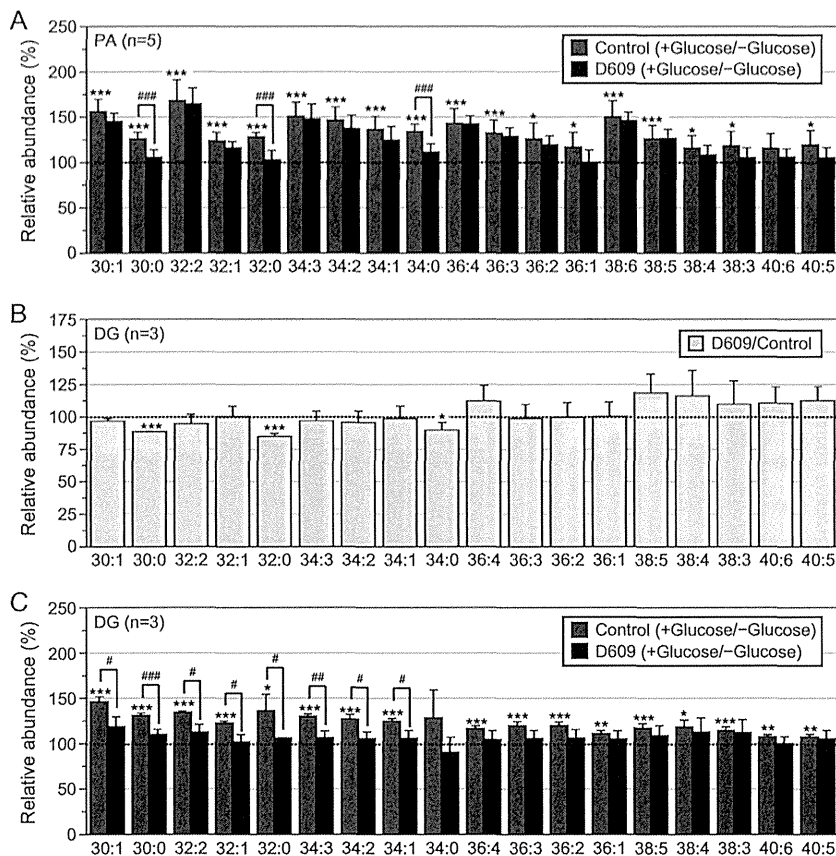 A
Relative abundance (%)
250
200
150
100
50
0
PA (n=5)
Control (+Glucose/−Glucose)
D609 (+Glucose/−Glucose)
*** *** *** *** *** *** *** *** *** *** *** * * *** *** * * *
### ### ###
30:1 30:0 32:2 32:1 32:0 34:3 34:2 34:1 34:0 36:4 36:3 36:2 36:1 38:6 38:5 38:4 38:3 40:6 40:5
B
Relative abundance (%)
175
150
125
100
75
50
25
0
DG (n=3)
D609/Control
*** *** *
30:1 30:0 32:2 32:1 32:0 34:3 34:2 34:1 34:0 36:4 36:3 36:2 36:1 38:5 38:4 38:3 40:6 40:5
C
Relative abundance (%)
250
200
150
100
50
0
DG (n=3)
Control (+Glucose/−Glucose)
D609 (+Glucose/−Glucose)
# ### # # # ## # #
*** *** *** *** * *** *** *** *** *** *** ** *** * *** ** **
30:1 30:0 32:2 32:1 32:0 34:3 34:2 34:1 34:0 36:4 36:3 36:2 36:1 38:5 38:4 38:3 40:6 40:5